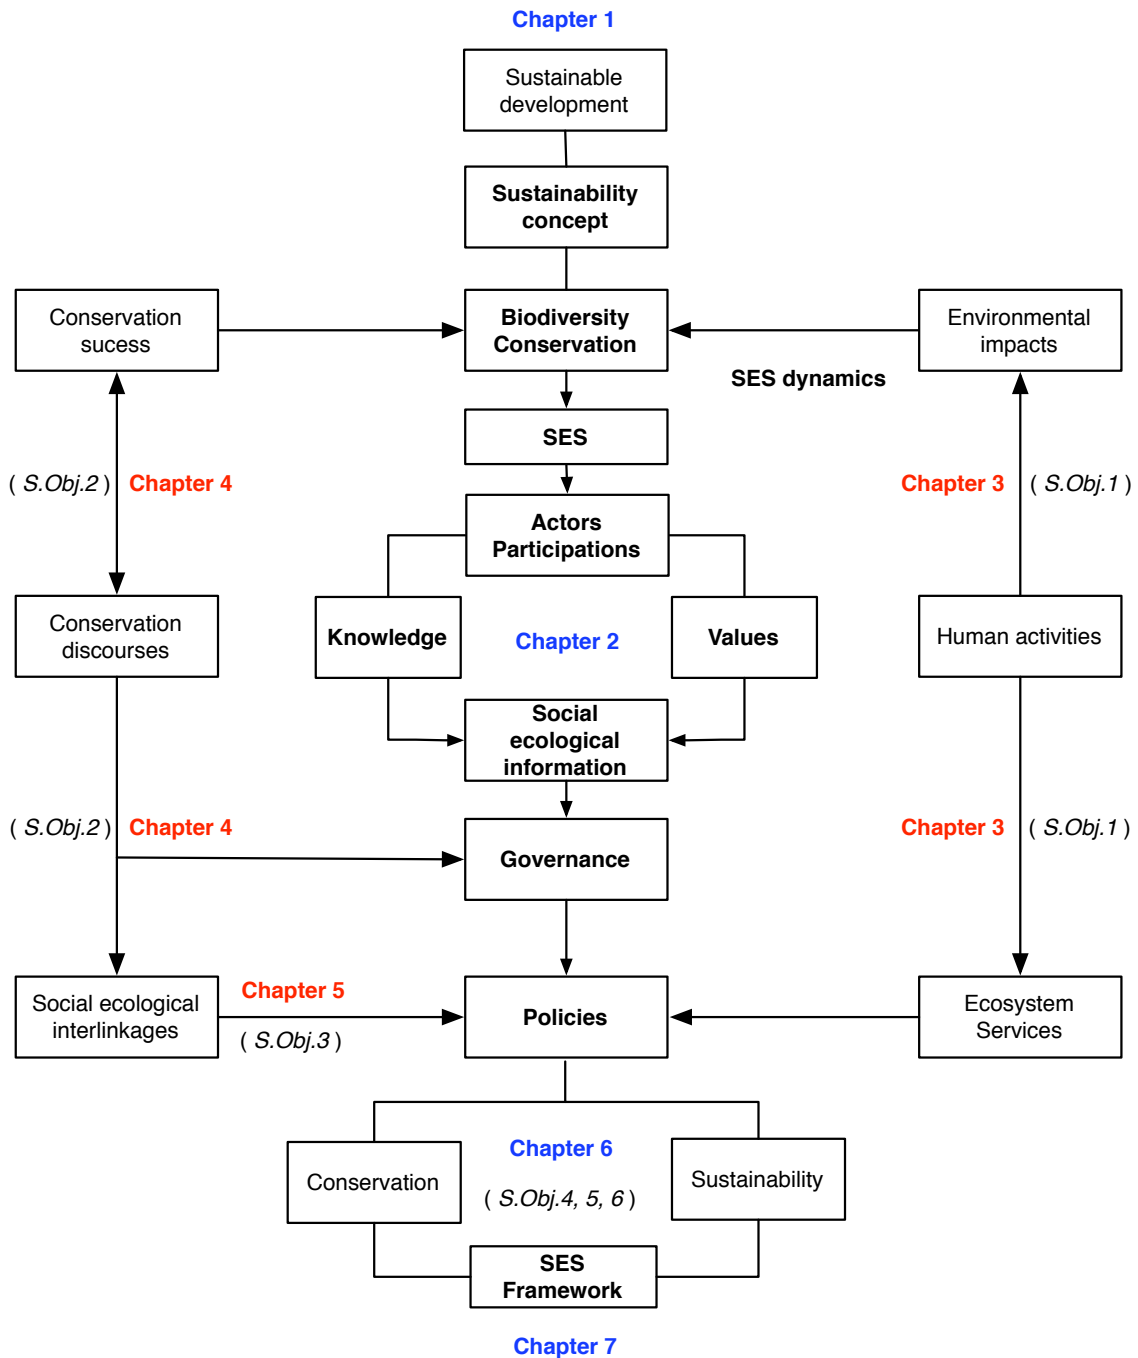 Chapter 1
Sustainable
development
Sustainability
concept
Conservation
sucess
Biodiversity
Conservation
Environmental
impacts
SES dynamics
SES
( S.Obj.2 ) Chapter 4
Chapter 3 ( S.Obj.1 )
Actors
Participations
Conservation
discourses
Knowledge
Chapter 2
Values
Human activities
Social
ecological
information
( S.Obj.2 ) Chapter 4
Chapter 3 ( S.Obj.1 )
Governance
Social ecological
interlinkages
Chapter 5
( S.Obj.3 )
Policies
Ecosystem
Services
Conservation
Chapter 6
( S.Obj.4, 5, 6 )
Sustainability
SES
Framework
Chapter 7